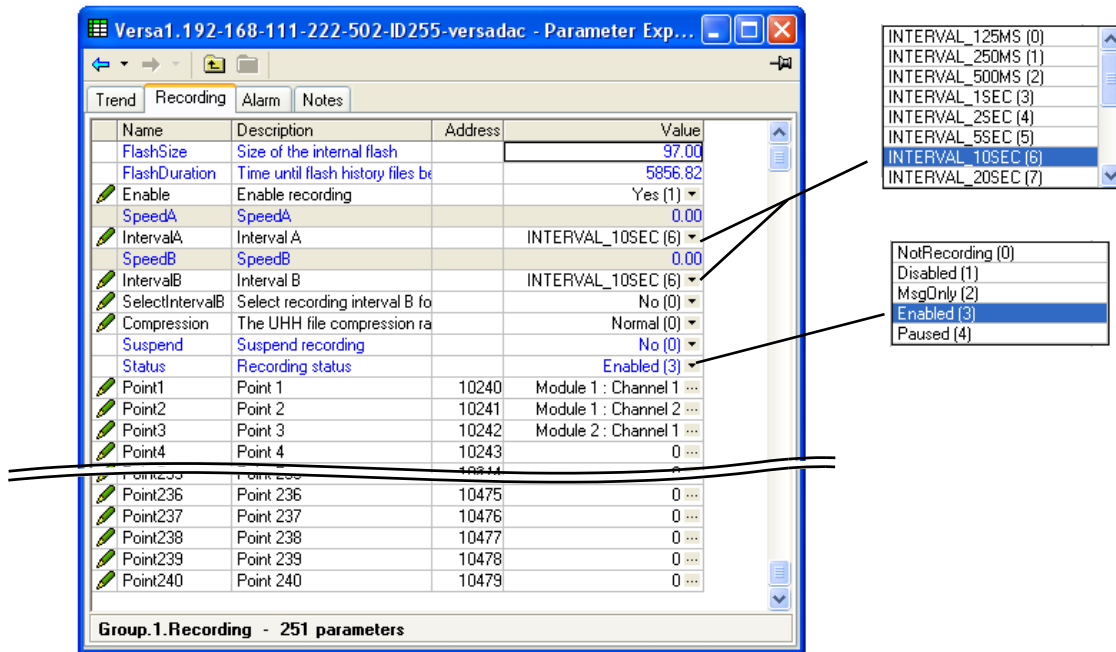 Versa1.192-168-111-222-502-ID255-versadac - Parameter Exp...
Trend Recording Alarm Notes
Name Description Address Value
FlashSize Size of the internal flash 97.00
FlashDuration Time until flash history files be 5856.82
Enable Enable recording Yes (1)
SpeedA SpeedA 0.00
IntervalA Interval A INTERVAL_10SEC (6)
SpeedB SpeedB 0.00
IntervalB Interval B INTERVAL_10SEC (6)
SelectIntervalB Select recording interval B fo No (0)
Compression The UHH file compression ra Normal (0)
Suspend Suspend recording No (0)
Status Recording status Enabled (3)
Point1 Point 1 10240 Module 1 : Channel 1 ...
Point2 Point 2 10241 Module 1 : Channel 2 ...
Point3 Point 3 10242 Module 2 : Channel 1 ...
Point4 Point 4 10243 0 ...
Point236 Point 236 10475 0 ...
Point237 Point 237 10476 0 ...
Point238 Point 238 10477 0 ...
Point239 Point 239 10478 0 ...
Point240 Point 240 10479 0 ...
Group.1.Recording - 251 parameters
INTERVAL_125MS (0)
INTERVAL_250MS (1)
INTERVAL_500MS (2)
INTERVAL_1SEC (3)
INTERVAL_2SEC (4)
INTERVAL_5SEC (5)
INTERVAL_10SEC (6)
INTERVAL_20SEC (7)
NotRecording (0)
Disabled (1)
MsgOnly (2)
Enabled (3)
Paused (4)